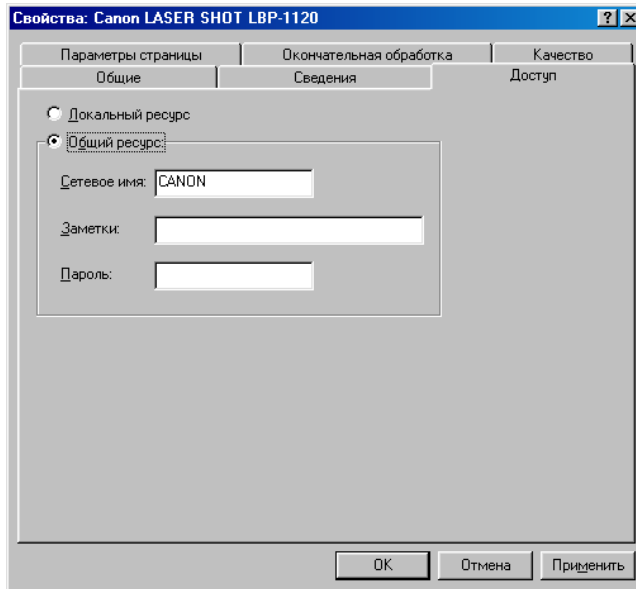 Свойства: Canon LASER SHOT LBP-1120
Параметры страницы Окончательная обработка Качество
Общие Сведения Доступ
Локальный ресурс
Общий ресурс:
Сетевое имя: CANON
Заметки:
Пароль:
OK Отмена Применить